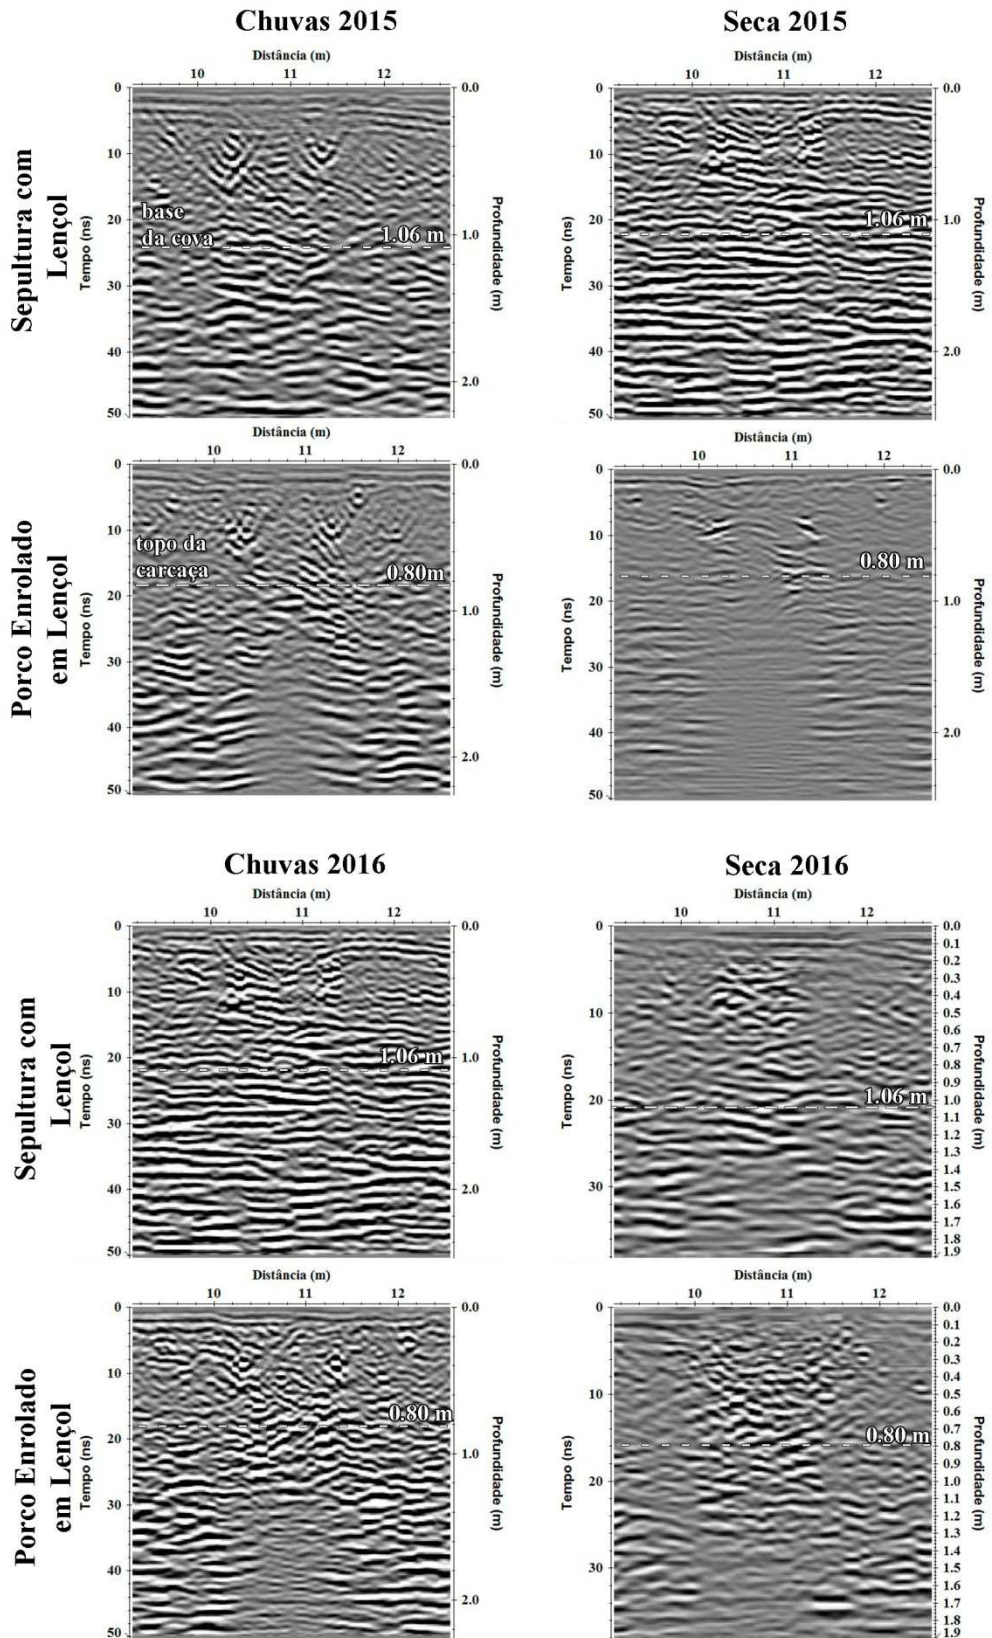 Chuvas 2015
Seca 2015
Sepultura com
Lençol
Distância (m)
10 11 12
Tempo (ns)
0
10
20
30
40
50
base
da cova
1.06 m
0.0
1.0
2.0
Profundidade (m)
Distância (m)
10 11 12
Tempo (ns)
0
10
20
30
40
50
1.06 m
0.0
1.0
2.0
Profundidade (m)
Porco Enrolado
em Lençol
Distância (m)
10 11 12
Tempo (ns)
0
10
20
30
40
50
topo da
carcaça
0.80m
0.0
1.0
2.0
Profundidade (m)
Distância (m)
10 11 12
Tempo (ns)
0
10
20
30
40
50
0.80 m
0.0
1.0
2.0
Profundidade (m)
Chuvas 2016
Seca 2016
Sepultura com
Lençol
Distância (m)
10 11 12
Tempo (ns)
0
10
20
30
40
50
1.06 m
0.0
1.0
2.0
Profundidade (m)
Distância (m)
10 11 12
Tempo (ns)
0
10
20
30
1.06 m
0.0
0.1
0.2
0.3
0.4
0.5
0.6
0.7
0.8
0.9
1.0
1.1
1.2
1.3
1.4
1.5
1.6
1.7
1.8
1.9
Profundidade (m)
Porco Enrolado
em Lençol
Distância (m)
10 11 12
Tempo (ns)
0
10
20
30
40
50
0.80 m
0.0
1.0
2.0
Profundidade (m)
Distância (m)
10 11 12
Tempo (ns)
0
10
20
30
0.80 m
0.0
0.1
0.2
0.3
0.4
0.5
0.6
0.7
0.8
0.9
1.0
1.1
1.2
1.3
1.4
1.5
1.6
1.7
1.8
1.9
Profundidade (m)